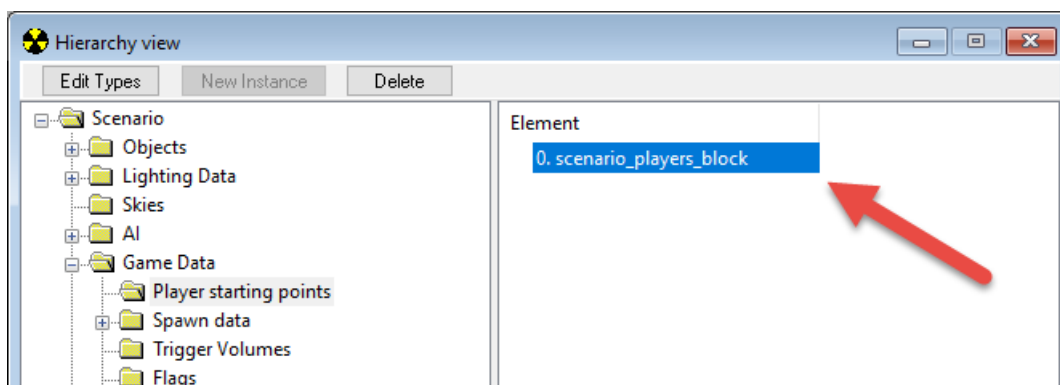 Hierarchy view
Edit Types New Instance Delete
Scenario
Objects
Lighting Data
Skies
AI
Game Data
Player starting points
Spawn data
Trigger Volumes
Flags
Element
0. scenario_players_block